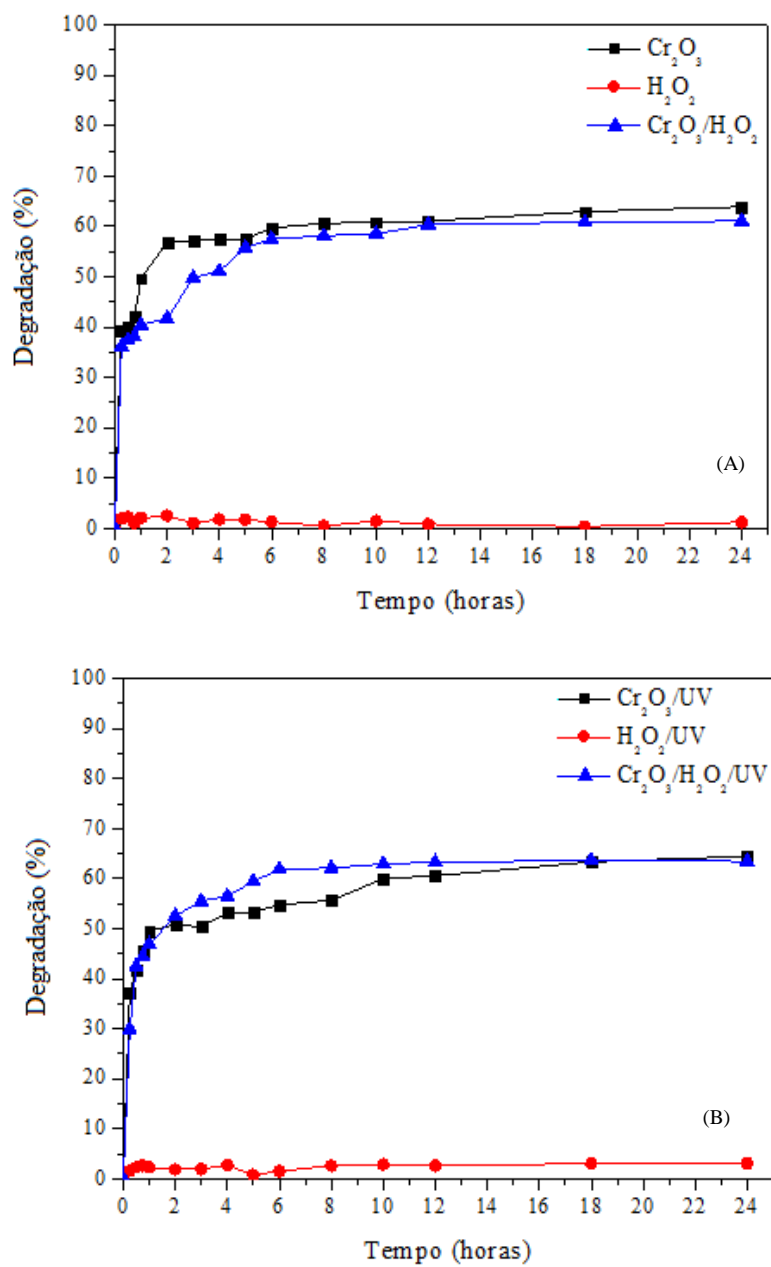 100
90
80
70
60
50
40
30
20
10
0
Degradação (%)
Cr₂O₃
H₂O₂
Cr₂O₃/H₂O₂
(A)
0 2 4 6 8 10 12 14 16 18 20 22 24
Tempo (horas)
100
90
80
70
60
50
40
30
20
10
0
Degradação (%)
Cr₂O₃/UV
H₂O₂/UV
Cr₂O₃/H₂O₂/UV
(B)
0 2 4 6 8 10 12 14 16 18 20 22 24
Tempo (horas)